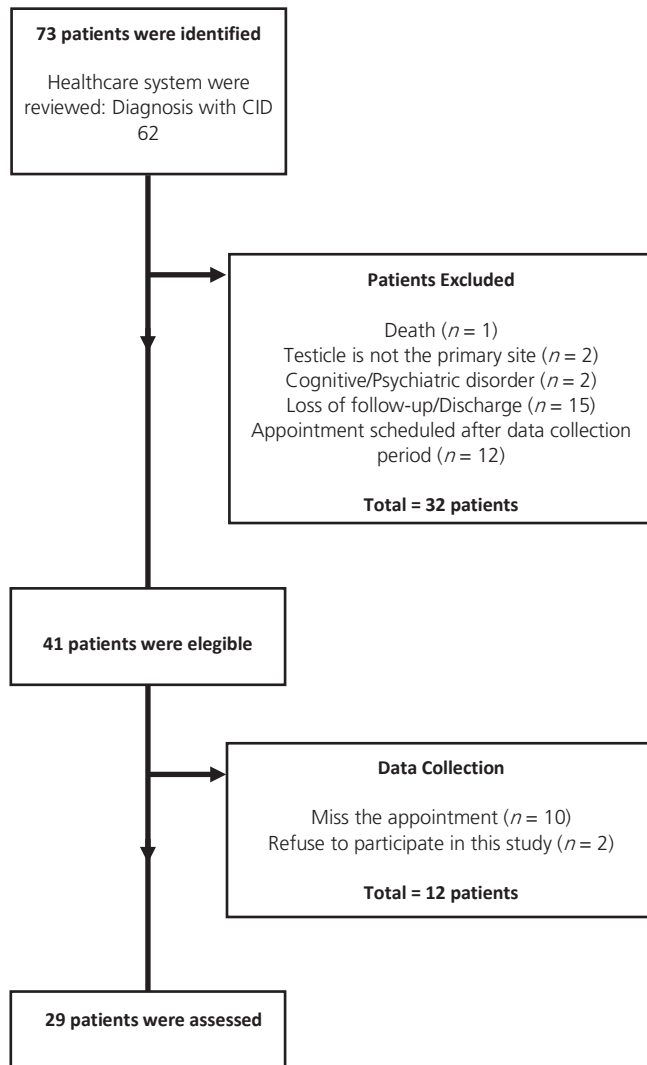 73 patients were identified
Healthcare system were
reviewed: Diagnosis with CID
62
Patients Excluded
Death (n = 1)
Testicle is not the primary site (n = 2)
Cognitive/Psychiatric disorder (n = 2)
Loss of follow-up/Discharge (n = 15)
Appointment scheduled after data collection
period (n = 12)
Total = 32 patients
41 patients were elegible
Data Collection
Miss the appointment (n = 10)
Refuse to participate in this study (n = 2)
Total = 12 patients
29 patients were assessed